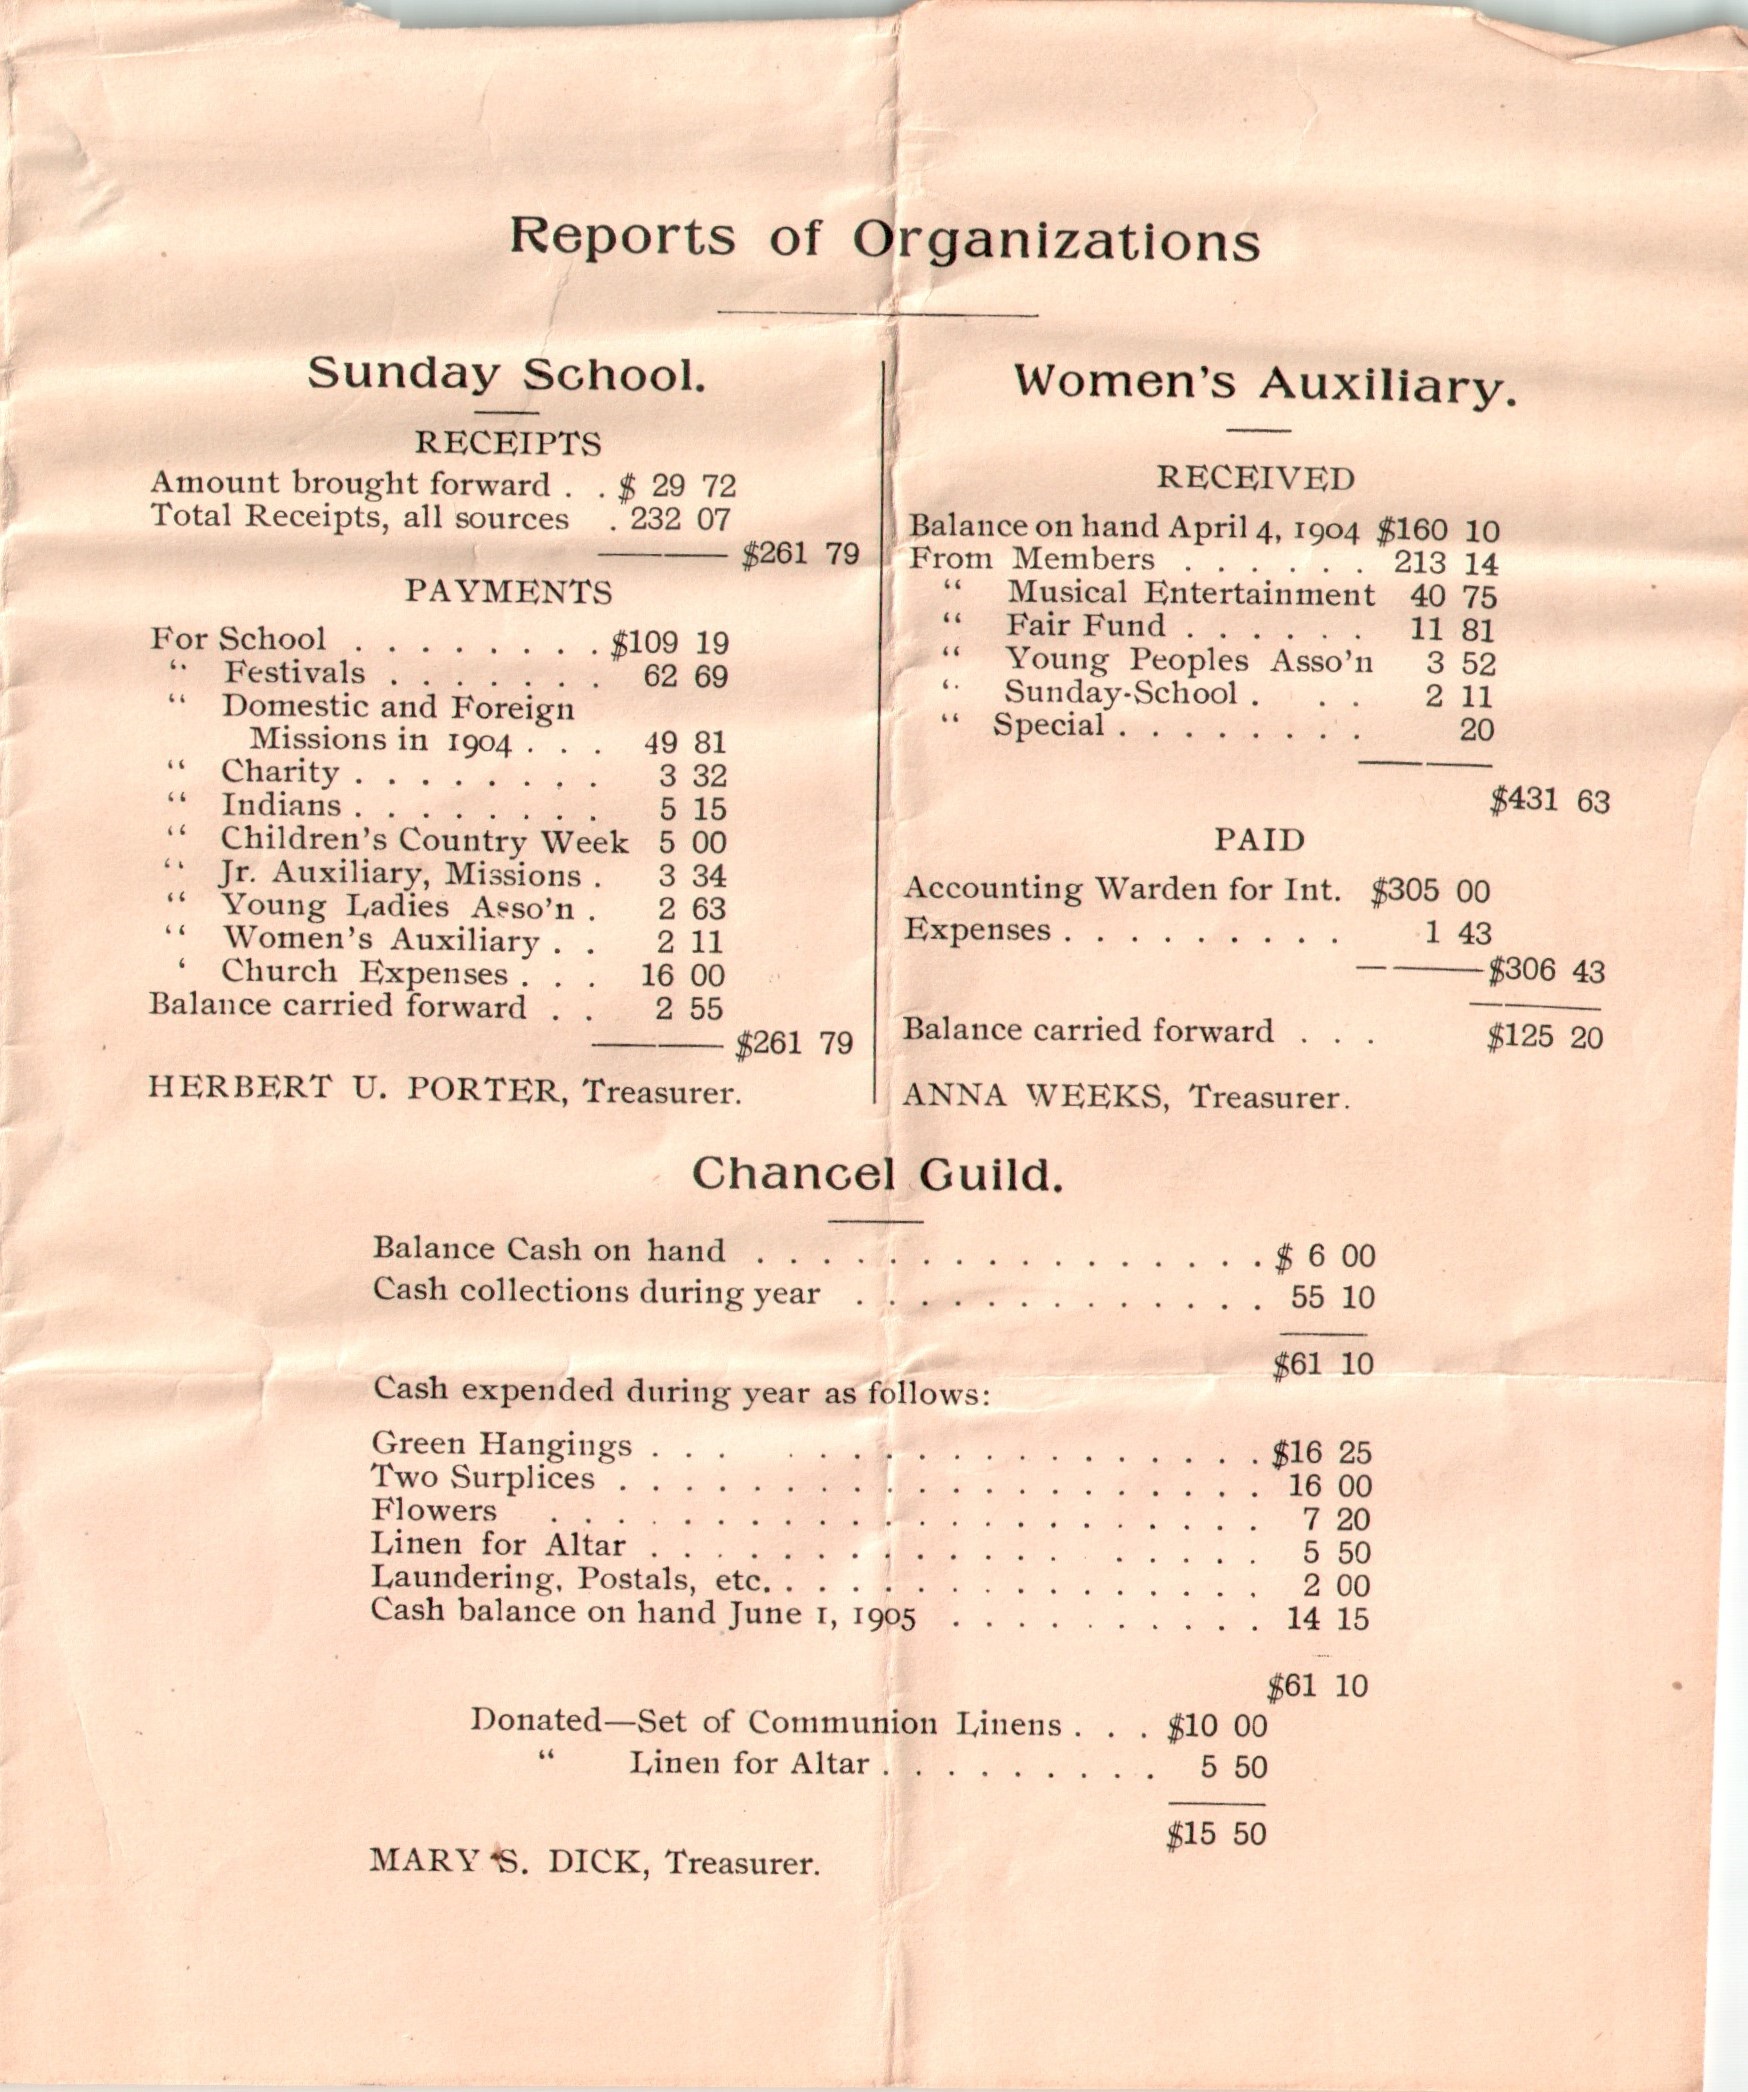 Reports of Organizations
Sunday School.
RECEIPTS
Amount brought forward . . $ 29 72
Total Receipts, all sources . 232 07
$261 79
PAYMENTS
For School . . . . . . . . $109 19
“ Festivals . . . . . . . 62 69
“ Domestic and Foreign
Missions in 1904 . . . 49 81
“ Charity . . . . . . . . 3 32
“ Indians . . . . . . . . 5 15
“ Children's Country Week 5 00
“ Jr. Auxiliary, Missions . 3 34
“ Young Ladies Asso'n . 2 63
“ Women's Auxiliary . . 2 11
‘ Church Expenses . . . 16 00
Balance carried forward . . 2 55
$261 79
HERBERT U. PORTER, Treasurer.
Women's Auxiliary.
RECEIVED
Balance on hand April 4, 1904 $160 10
From Members . . . . . . 213 14
“ Musical Entertainment 40 75
“ Fair Fund . . . . . . 11 81
“ Young Peoples Asso'n 3 52
“ Sunday-School . . . 2 11
“ Special . . . . . . . . 20
$431 63
PAID
Accounting Warden for Int. $305 00
Expenses . . . . . . . . . 1 43
$306 43
Balance carried forward . . . $125 20
ANNA WEEKS, Treasurer.
Chancel Guild.
Balance Cash on hand . . . . . . . . . . . . . . . . $ 6 00
Cash collections during year . . . . . . . . . . . . . 55 10
$61 10
Cash expended during year as follows:
Green Hangings . . . . . . . . . . . . . . . . . $16 25
Two Surplices . . . . . . . . . . . . . . . . . . . . 16 00
Flowers . . . . . . . . . . . . . . . . . . . . . . 7 20
Linen for Altar . . . . . . . . . . . . . . . . . . 5 50
Laundering, Postals, etc. . . . . . . . . . . . . . . . 2 00
Cash balance on hand June 1, 1905 . . . . . . . . . . 14 15
$61 10
Donated—Set of Communion Linens . . . $10 00
“ Linen for Altar . . . . . . . . . 5 50
$15 50
MARY S. DICK, Treasurer.